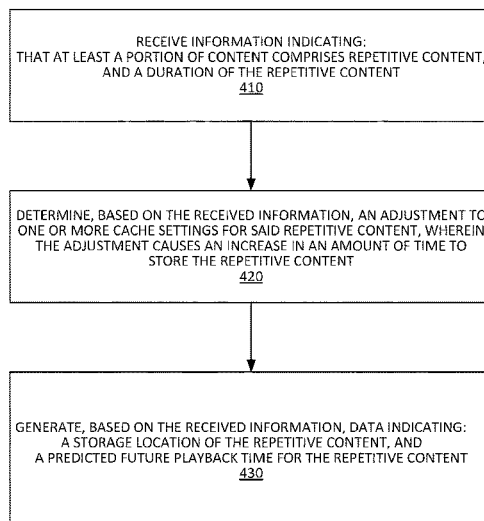 RECEIVE INFORMATION INDICATING:
THAT AT LEAST A PORTION OF CONTENT COMPRISES REPETITIVE CONTENT,
AND A DURATION OF THE REPETITIVE CONTENT
410
DETERMINE, BASED ON THE RECEIVED INFORMATION, AN ADJUSTMENT TO
ONE OR MORE CACHE SETTINGS FOR SAID REPETITIVE CONTENT, WHEREIN
THE ADJUSTMENT CAUSES AN INCREASE IN AN AMOUNT OF TIME TO
STORE THE REPETITIVE CONTENT
420
GENERATE, BASED ON THE RECEIVED INFORMATION, DATA INDICATING:
A STORAGE LOCATION OF THE REPETITIVE CONTENT, AND
A PREDICTED FUTURE PLAYBACK TIME FOR THE REPETITIVE CONTENT
430